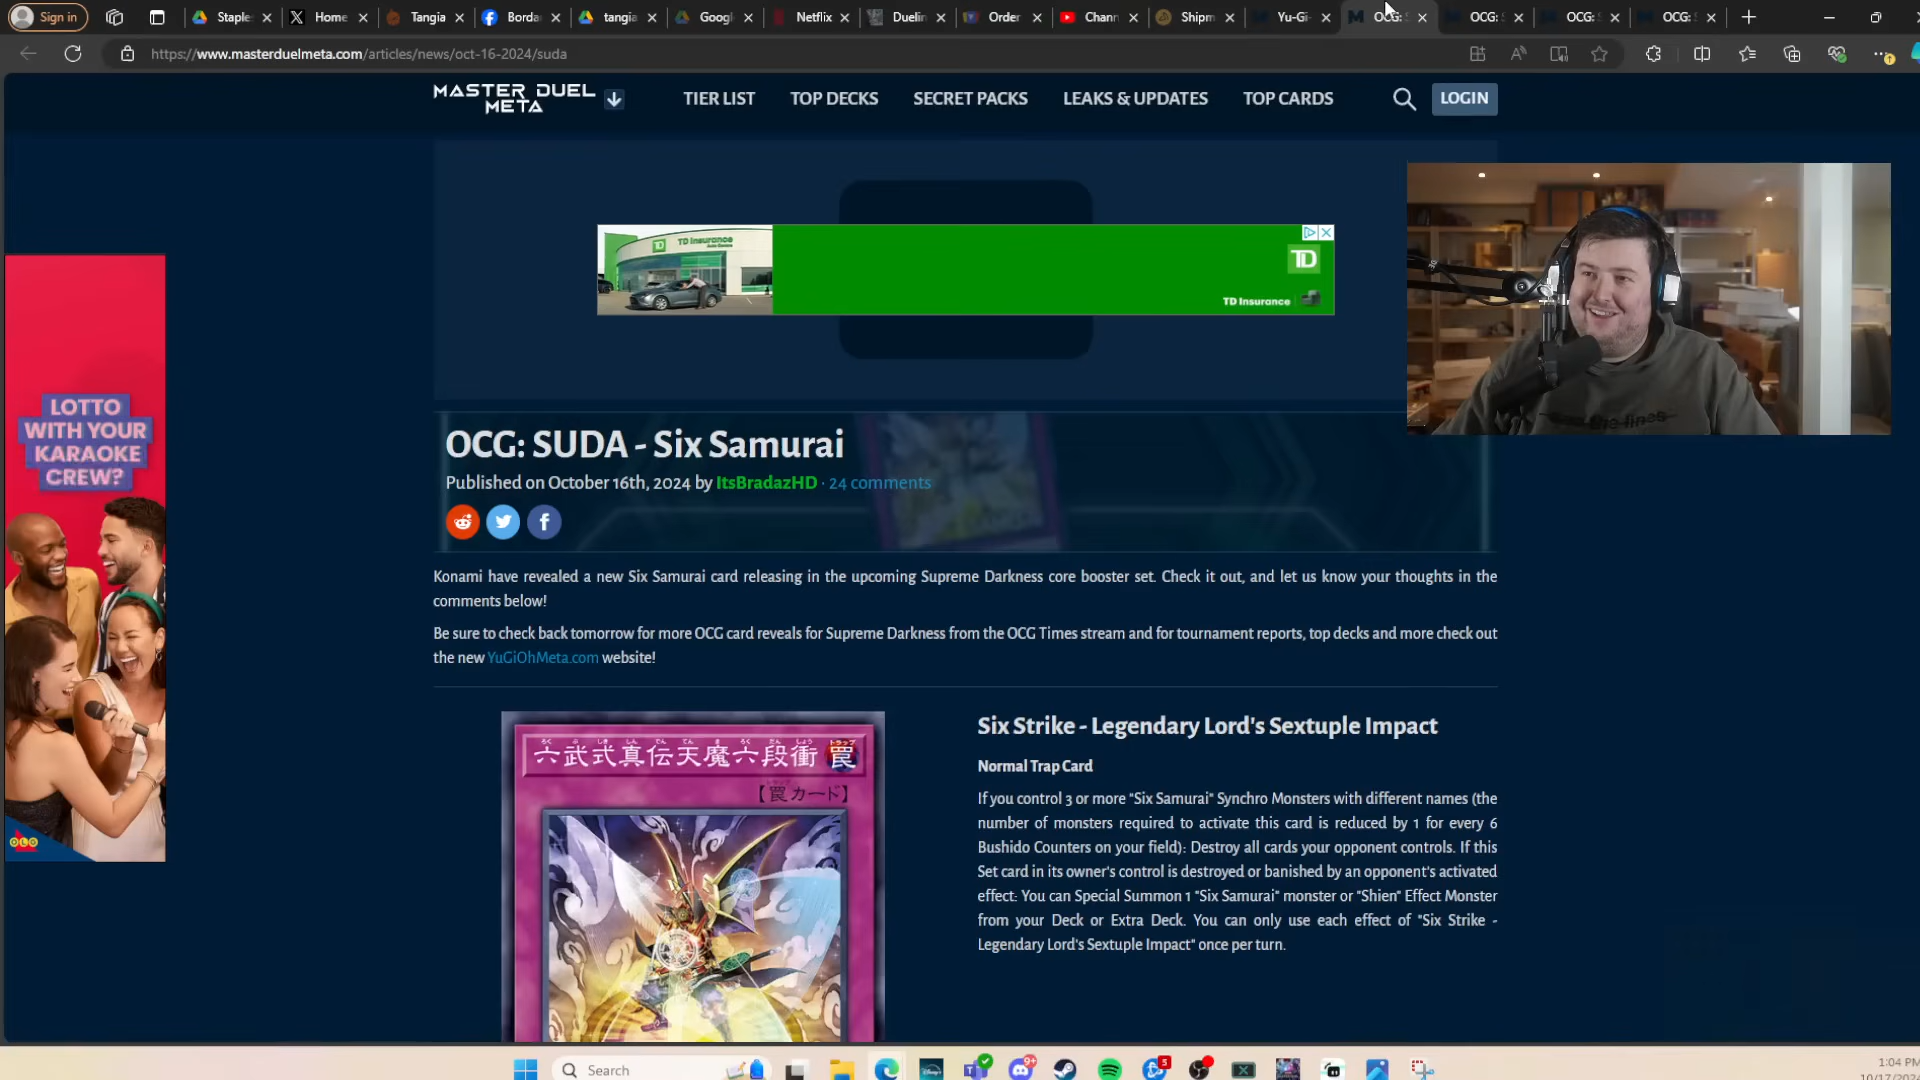 Sign in
Staple
Home
Tangia
Borda
tangia
Googl
Netflix
Duelin
Order
Chann
Shipm
Yu-Gi-
OCG: S
OCG: S
OCG: S
OCG: S
https://www.masterduelmeta.com/articles/news/oct-16-2024/suda
MASTER DUEL
META
TIER LIST
TOP DECKS
SECRET PACKS
LEAKS & UPDATES
TOP CARDS
LOGIN
TD Insurance
TD
TD Insurance
LOTTO
WITH YOUR
KARAOKE
CREW?
OLG
OCG: SUDA - Six Samurai
Published on October 16th, 2024 by ItsBradazHD · 24 comments
Konami have revealed a new Six Samurai card releasing in the upcoming Supreme Darkness core booster set. Check it out, and let us know your thoughts in the
comments below!
Be sure to check back tomorrow for more OCG card reveals for Supreme Darkness from the OCG Times stream and for tournament reports, top decks and more check out
the new YuGiOhMeta.com website!
六武式真伝天魔六段衝
罠
【罠カード】
Six Strike - Legendary Lord's Sextuple Impact
Normal Trap Card
If you control 3 or more "Six Samurai" Synchro Monsters with different names (the
number of monsters required to activate this card is reduced by 1 for every 6
Bushido Counters on your field): Destroy all cards your opponent controls. If this
Set card in its owner's control is destroyed or banished by an opponent's activated
effect: You can Special Summon 1 "Six Samurai" monster or "Shien" Effect Monster
from your Deck or Extra Deck. You can only use each effect of "Six Strike -
Legendary Lord's Sextuple Impact" once per turn.
Search
1:04 PM